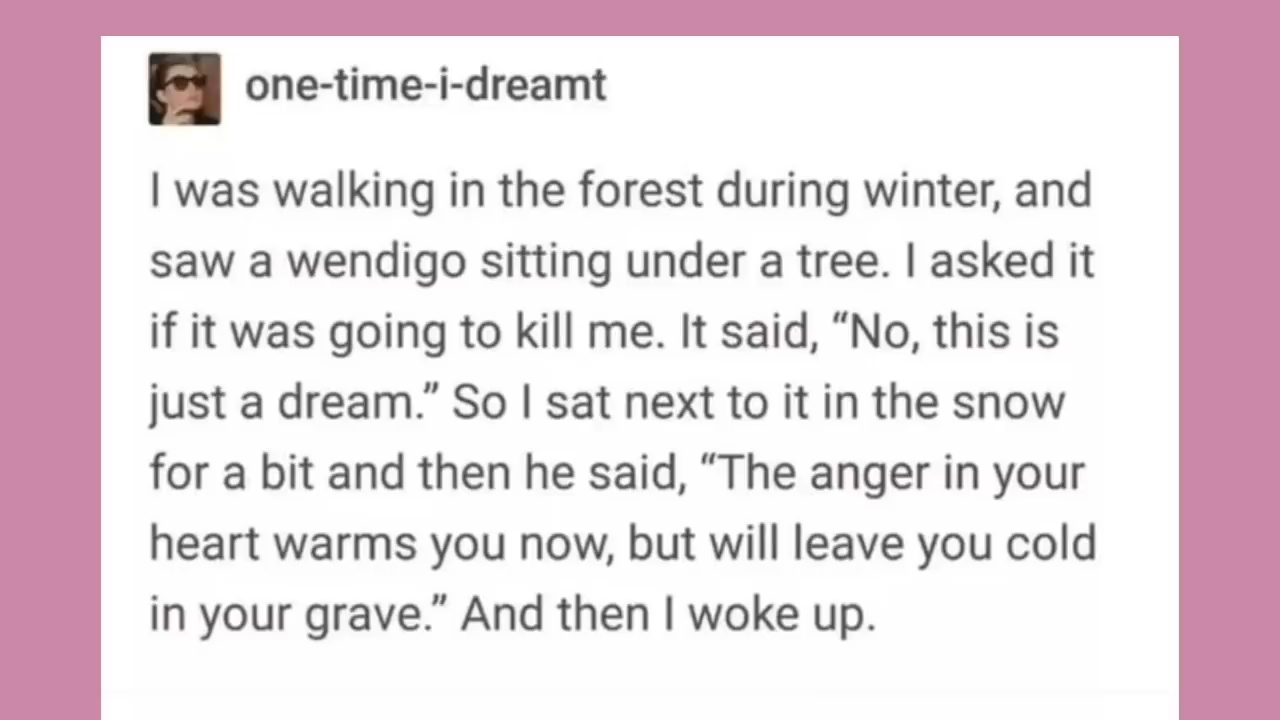 one-time-i-dreamt
I was walking in the forest during winter, and
saw a wendigo sitting under a tree. I asked it
if it was going to kill me. It said, “No, this is
just a dream.” So I sat next to it in the snow
for a bit and then he said, “The anger in your
heart warms you now, but will leave you cold
in your grave.” And then I woke up.